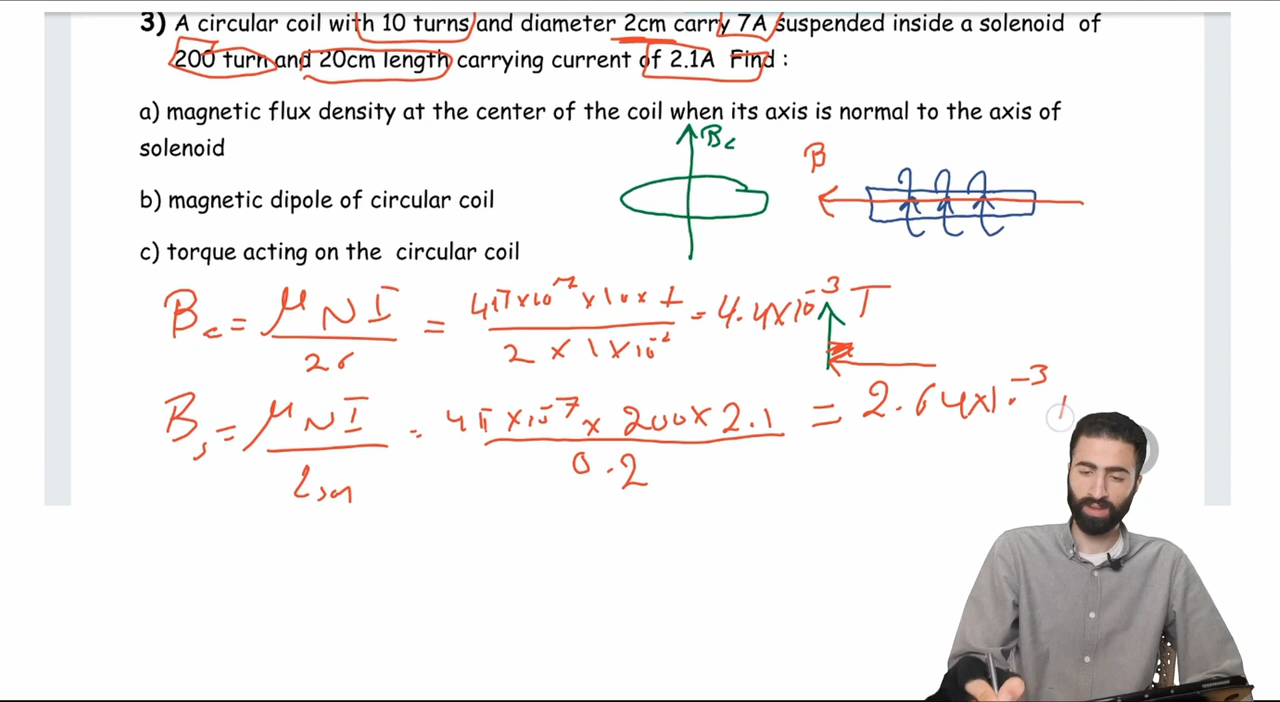 3) A circular coil with 10 turns and diameter 2cm carry 7A suspended inside a solenoid of
200 turn and 20cm length carrying current of 2.1A Find :
a) magnetic flux density at the center of the coil when its axis is normal to the axis of
solenoid
Bc
B
b) magnetic dipole of circular coil
c) torque acting on the circular coil
Bc = μNI / 2r = 4π×10⁻⁷ × 10 × 7 / 2 × 1 × 10⁻² = 4.4×10⁻³ T
Bs = μNI / = 4π×10⁻⁷ × 200 × 2.1 / 0.2 = 2.64×10⁻³